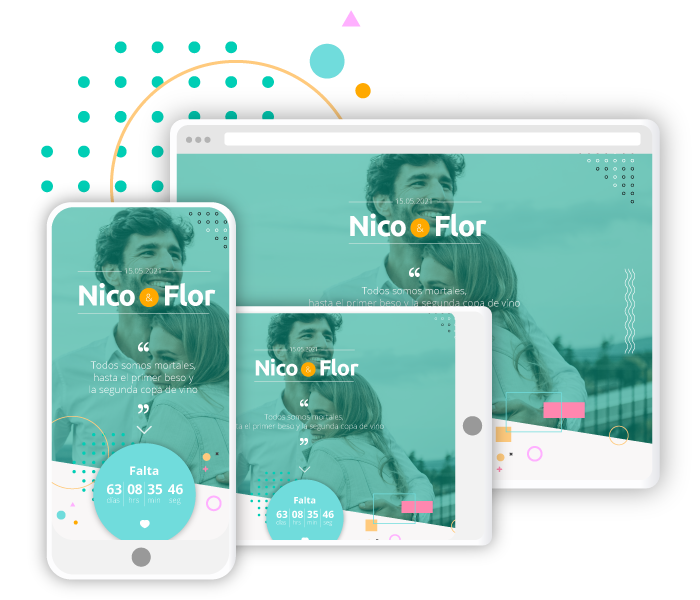 15.05.2021
Nico & Flor
“
Todos somos mortales,
hasta el primer beso y la segunda copa de vino
15.05.2021
Nico & Flor
“
Todos somos mortales,
hasta el primer beso y
la segunda copa de vino
”
Falta
63 08 35 46
días hrs min seg
15.05.2021
Nico & Flor
“
Todos somos mortales,
hasta el primer beso y la segunda copa de vino
”
Falta
63 08 35 46
días hrs min seg